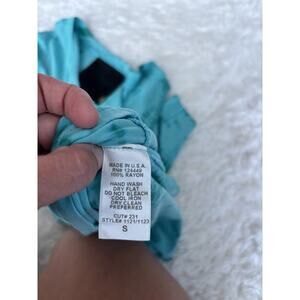 MADE IN U.S.A.
RN# 124449
100% RAYON
HAND WASH
DRY FLAT
DO NOT BLEACH
COOL IRON
DRY CLEAN
PREFERRED
CUT# 231
STYLE# 1121/1123
S